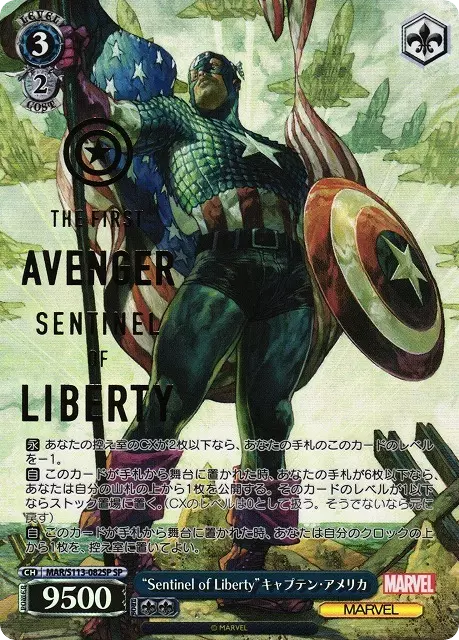 LEVEL
3
2
COST
THE FIRST
AVENGER
SENTINEL
OF
LIBERTY
永 あなたの控え室のCXが2枚以下なら、あなたの手札のこのカードのレベル
を−1。
自 このカードが手札から舞台に置かれた時、あなたの手札が6枚以下なら、
あなたは自分の山札の上から1枚を公開する。そのカードのレベルが1以下
ならストック置場に置く。(CXのレベルは0として扱う。そうでないなら元に
戻す)
自 このカードが手札から舞台に置かれた時、あなたは自分のクロックの上
から1枚を、控え室に置いてよい。
CH MAR/S113-082SP SP
“Sentinel of Liberty”キャプテン・アメリカ
MARVEL
POWER
9500
SOUL
MARVEL
© MARVEL